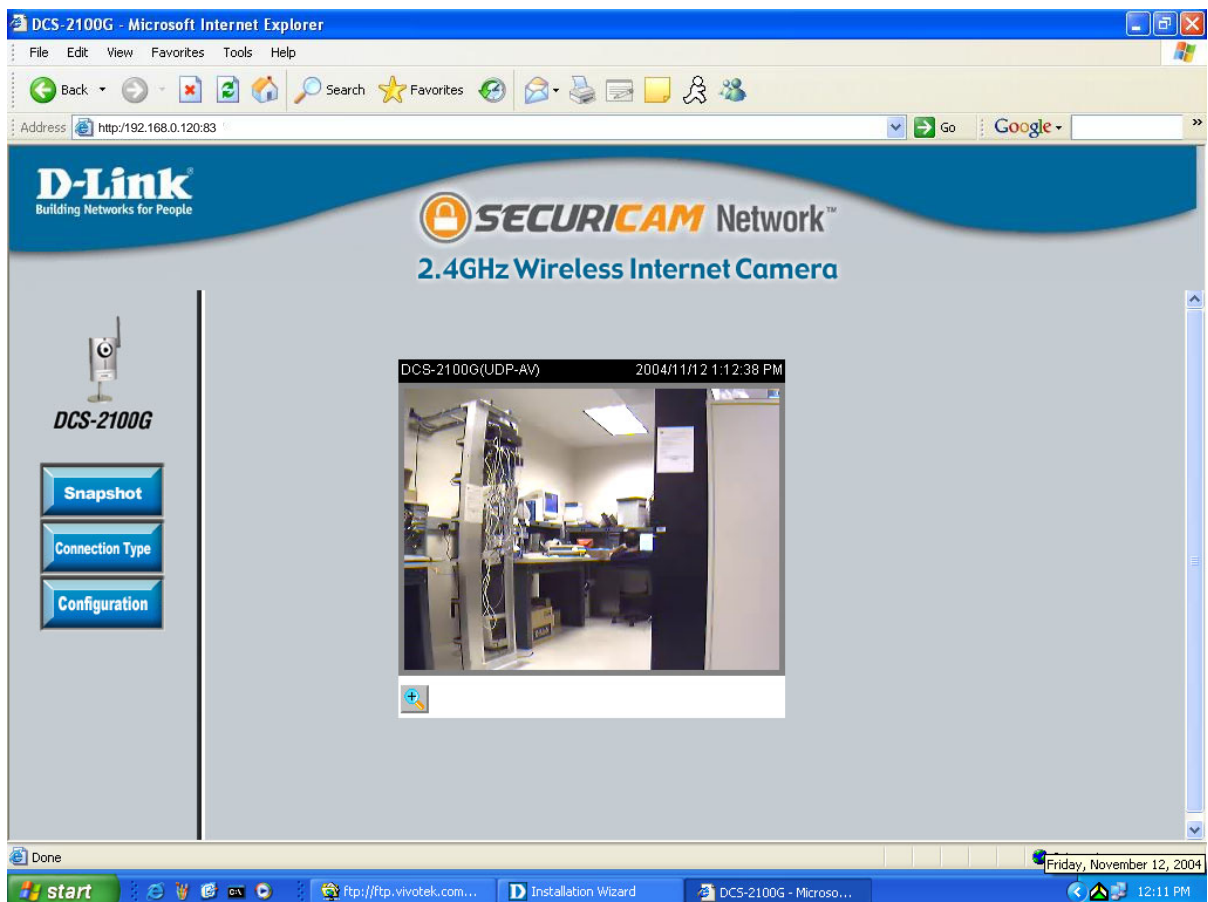 DCS-2100G - Microsoft Internet Explorer
File Edit View Favorites Tools Help
Back Search Favorites
Address http:/192.168.0.120:83 Go Google
D-Link
Building Networks for People
SECURICAM Network™
2.4GHz Wireless Internet Camera
DCS-2100G
Snapshot
Connection Type
Configuration
DCS-2100G(UDP-AV) 2004/11/12 1:12:38 PM
Done
Friday, November 12, 2004
start ftp://ftp.vivotek.com... Installation Wizard DCS-2100G - Microso... 12:11 PM